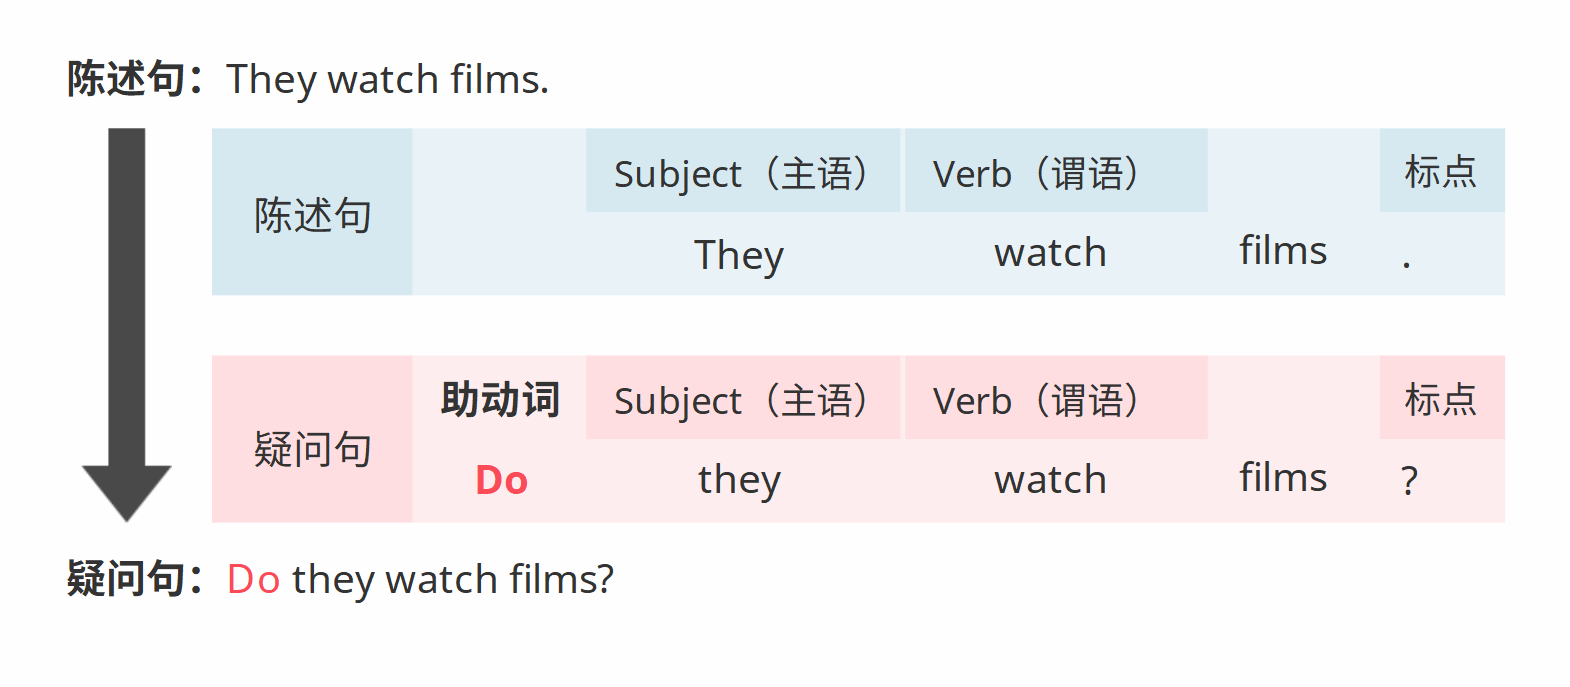 陈述句：They watch films.
陈述句 Subject（主语） Verb（谓语） 标点
They watch films .
疑问句 助动词 Subject（主语） Verb（谓语） 标点
Do they watch films ?
疑问句：Do they watch films?